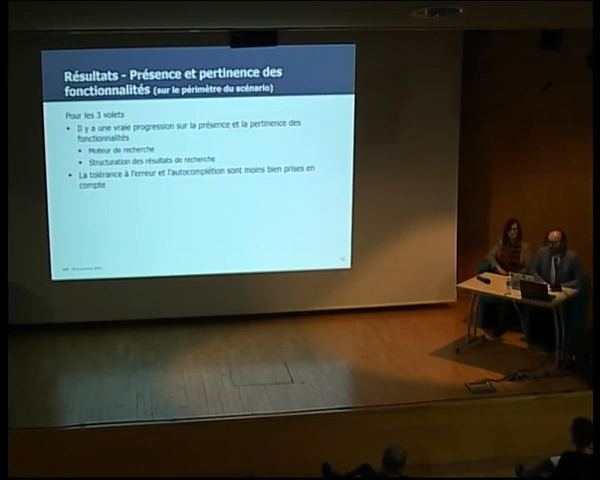 Résultats - Présence et pertinence des
fonctionnalités (sur le périmètre du scénario)
Pour les 3 volets
• Il y a une vraie progression sur la présence et la pertinence des
fonctionnalités
• Moteur de recherche
• Structuration des résultats de recherche
• La tolérance à l'erreur et l'autocomplétion sont moins bien prises en
compte